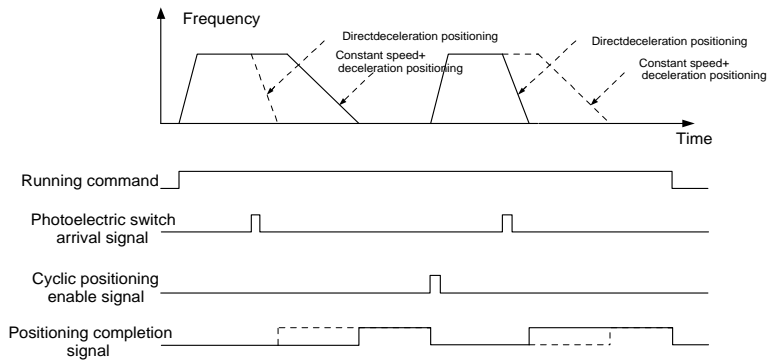 Frequency
Directdeceleration positioning
Constant speed+
deceleration positioning
Directdeceleration positioning
Constant speed+
deceleration positioning
Time
Running command
Photoelectric switch
arrival signal
Cyclic positioning
enable signal
Positioning completion
signal